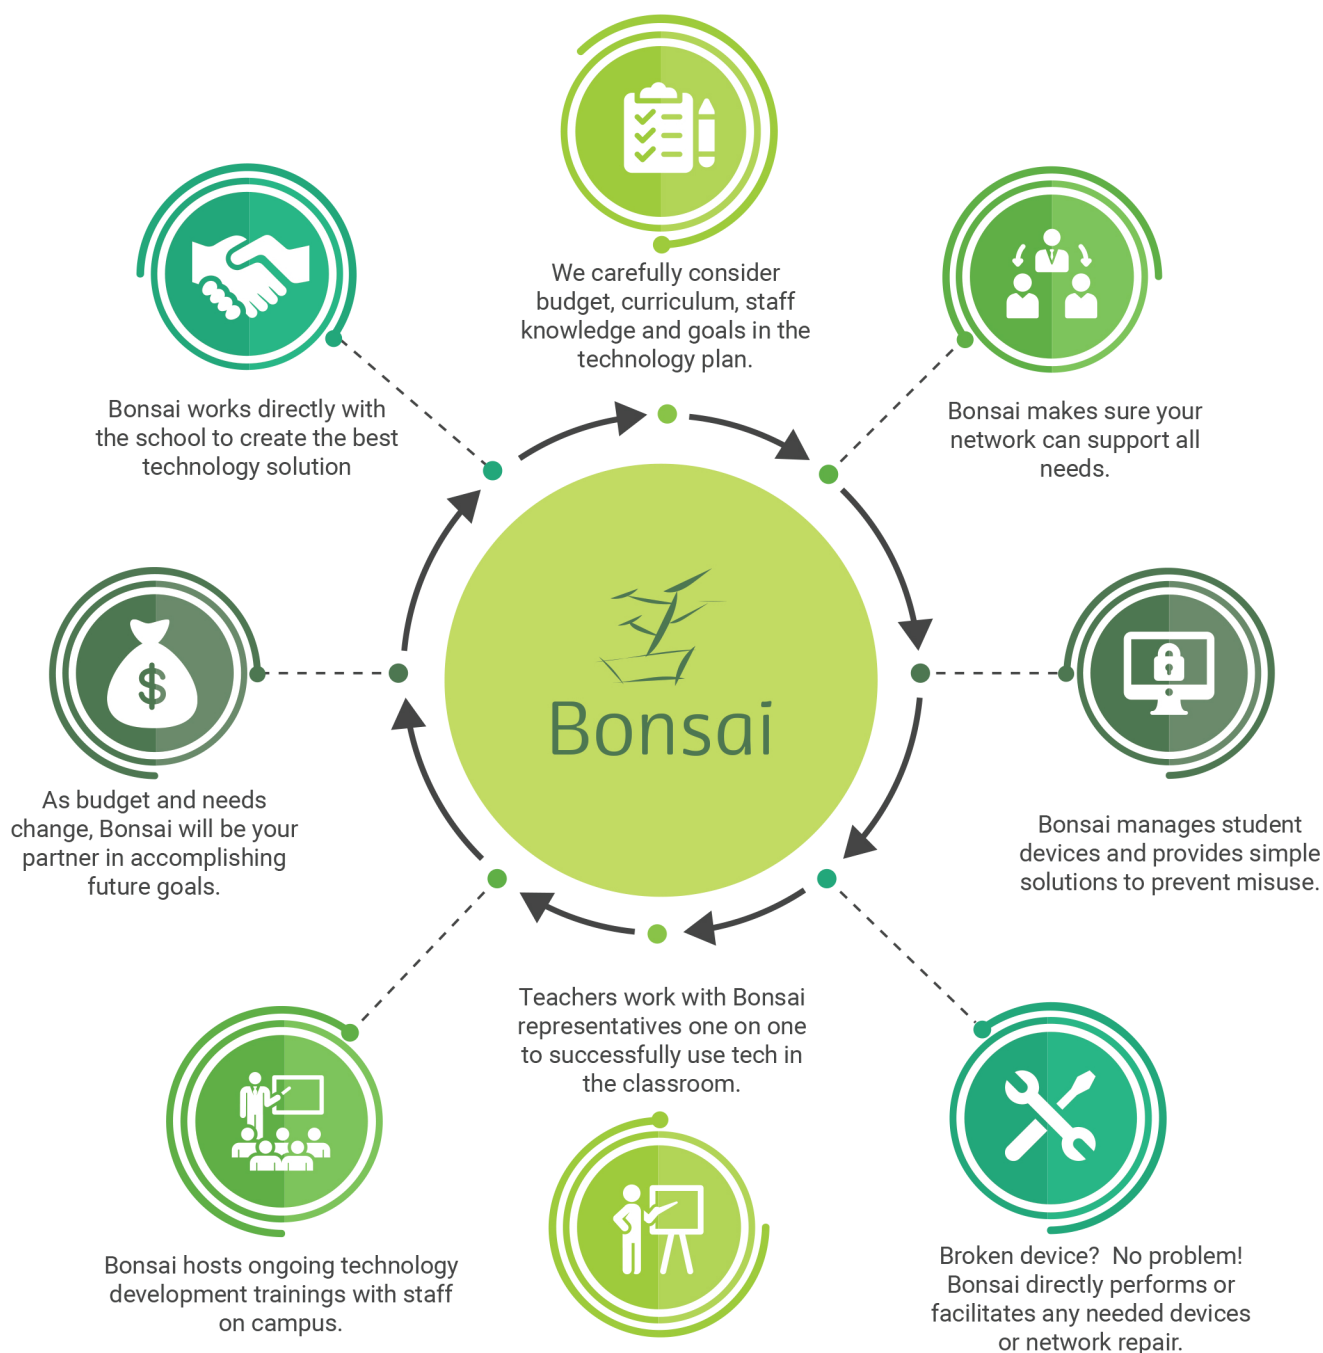 We carefully consider
budget, curriculum, staff
knowledge and goals in the
technology plan.
Bonsai works directly with
the school to create the best
technology solution
Bonsai makes sure your
network can support all
needs.
Bonsai
$
As budget and needs
change, Bonsai will be your
partner in accomplishing
future goals.
Bonsai manages student
devices and provides simple
solutions to prevent misuse.
Teachers work with Bonsai
representatives one on one
to successfully use tech in
the classroom.
Bonsai hosts ongoing technology
development trainings with staff
on campus.
Broken device?  No problem!
Bonsai directly performs or
facilitates any needed devices
or network repair.